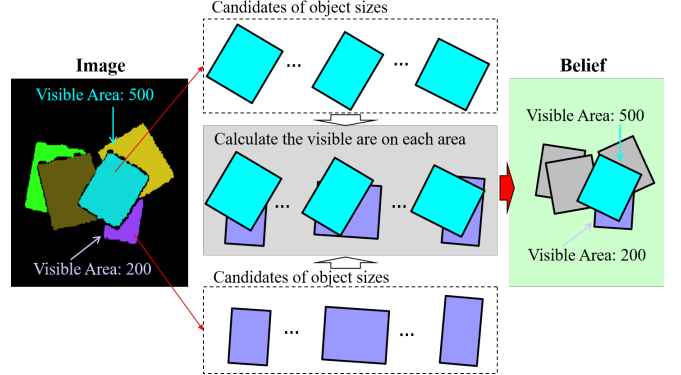 Candidates of object sizes
...
...
Image
Belief
Visible Area: 500
Calculate the visible are on each area
Visible Area: 500
...
...
Visible Area: 200
Visible Area: 200
Candidates of object sizes
...
...